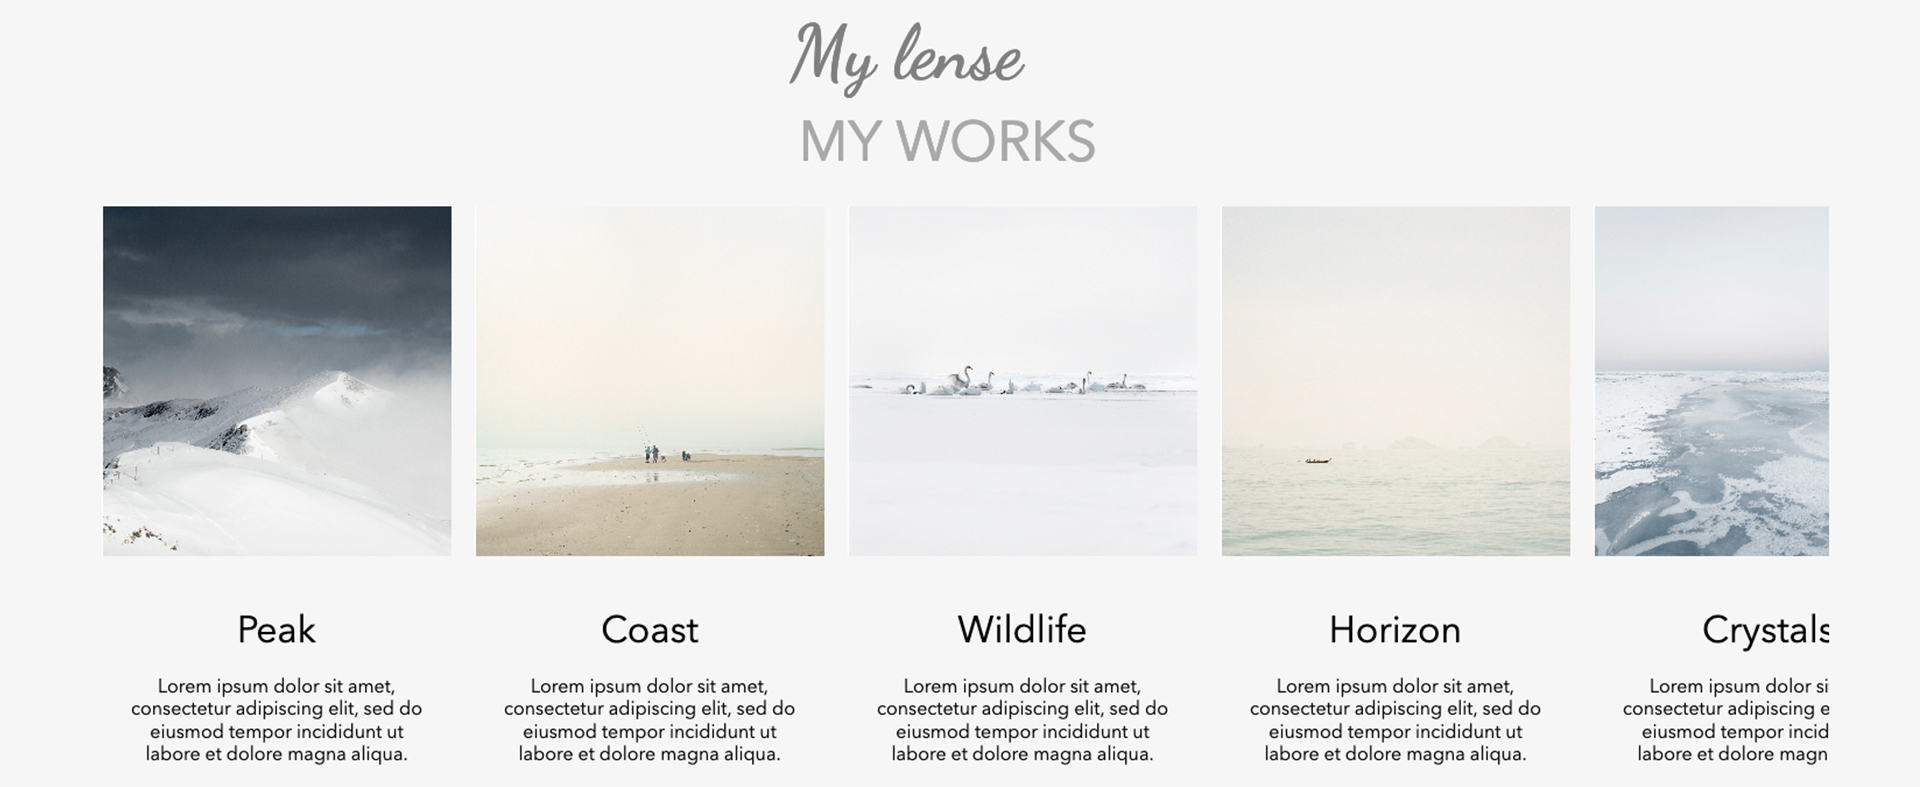 My lense
MY WORKS
Peak
Lorem ipsum dolor sit amet,
consectetur adipiscing elit, sed do
eiusmod tempor incididunt ut
labore et dolore magna aliqua.
Coast
Lorem ipsum dolor sit amet,
consectetur adipiscing elit, sed do
eiusmod tempor incididunt ut
labore et dolore magna aliqua.
Wildlife
Lorem ipsum dolor sit amet,
consectetur adipiscing elit, sed do
eiusmod tempor incididunt ut
labore et dolore magna aliqua.
Horizon
Lorem ipsum dolor sit amet,
consectetur adipiscing elit, sed do
eiusmod tempor incididunt ut
labore et dolore magna aliqua.
Crystals
Lorem ipsum dolor si
consectetur adipiscing e
eiusmod tempor incid
labore et dolore magn